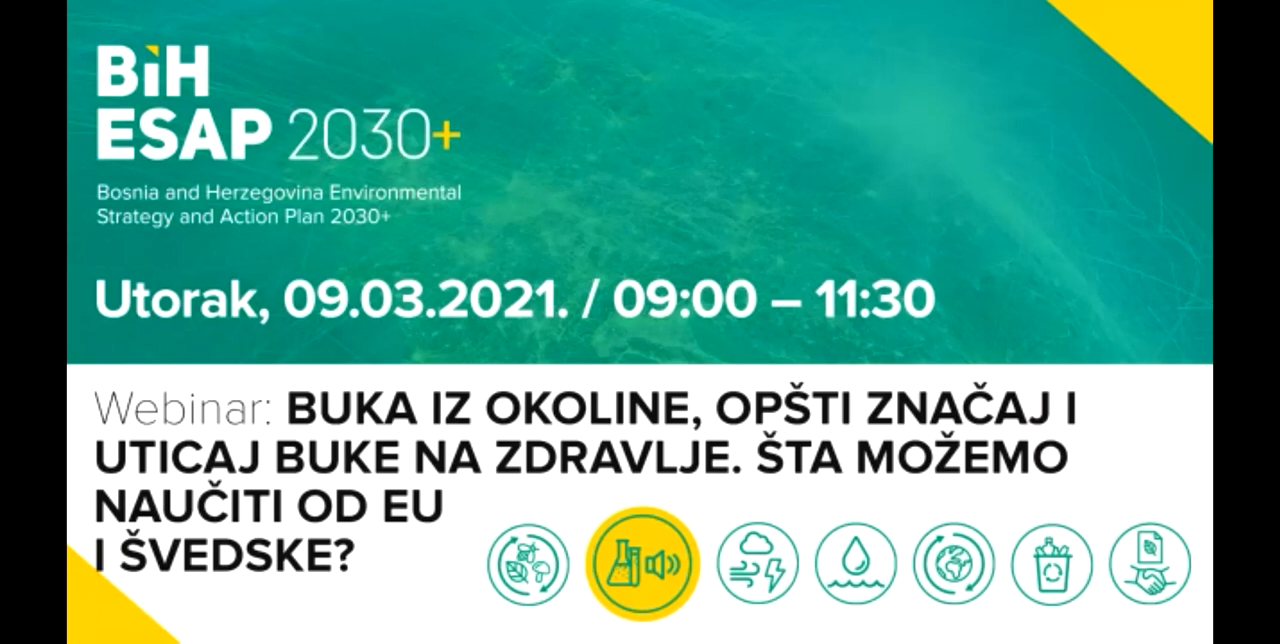 BiH
ESAP 2030+
Bosnia and Herzegovina Environmental
Strategy and Action Plan 2030+
Utorak, 09.03.2021. / 09:00 – 11:30
Webinar: BUKA IZ OKOLINE, OPŠTI ZNAČAJ I
UTICAJ BUKE NA ZDRAVLJE. ŠTA MOŽEMO
NAUČITI OD EU
I ŠVEDSKE?